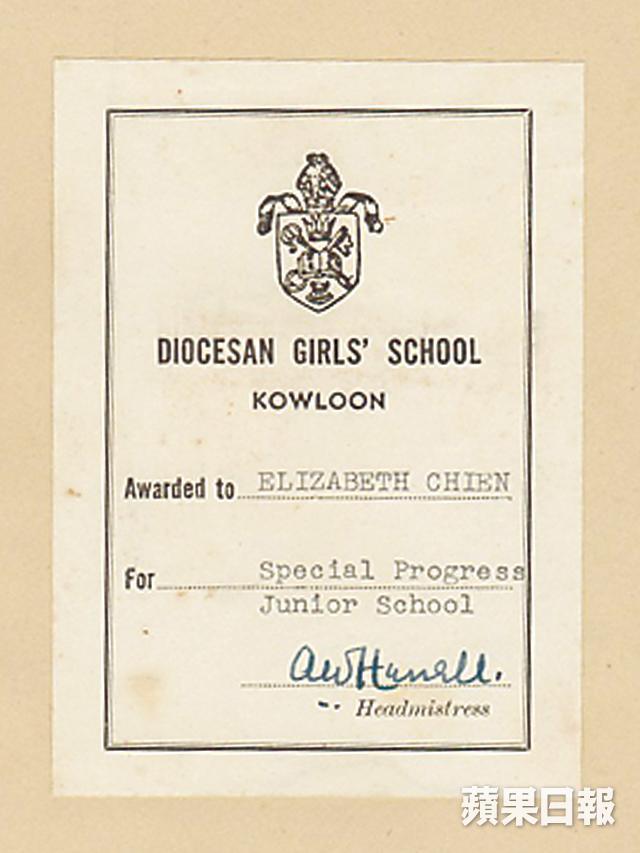 DIOCESAN GIRLS' SCHOOL
KOWLOON
Awarded to ELIZABETH CHIEN
For Special Progress
Junior School
Headmistress
蘋果日報